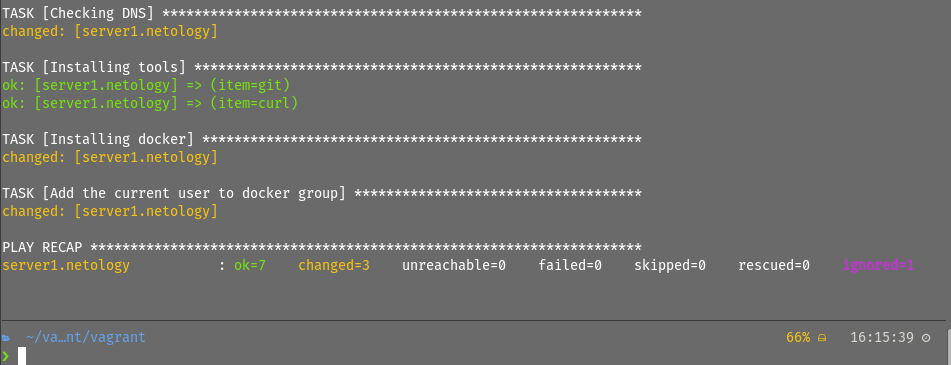 TASK [Checking DNS] ************************************************************
changed: [server1.netology]
TASK [Installing tools] ********************************************************
ok: [server1.netology] => (item=git)
ok: [server1.netology] => (item=curl)
TASK [Installing docker] *******************************************************
changed: [server1.netology]
TASK [Add the current user to docker group] ************************************
changed: [server1.netology]
PLAY RECAP *********************************************************************
server1.netology           : ok=7    changed=3    unreachable=0    failed=0    skipped=0    rescued=0    ignored=1
~/va…nt/vagrant 66% 16:15:39
❯